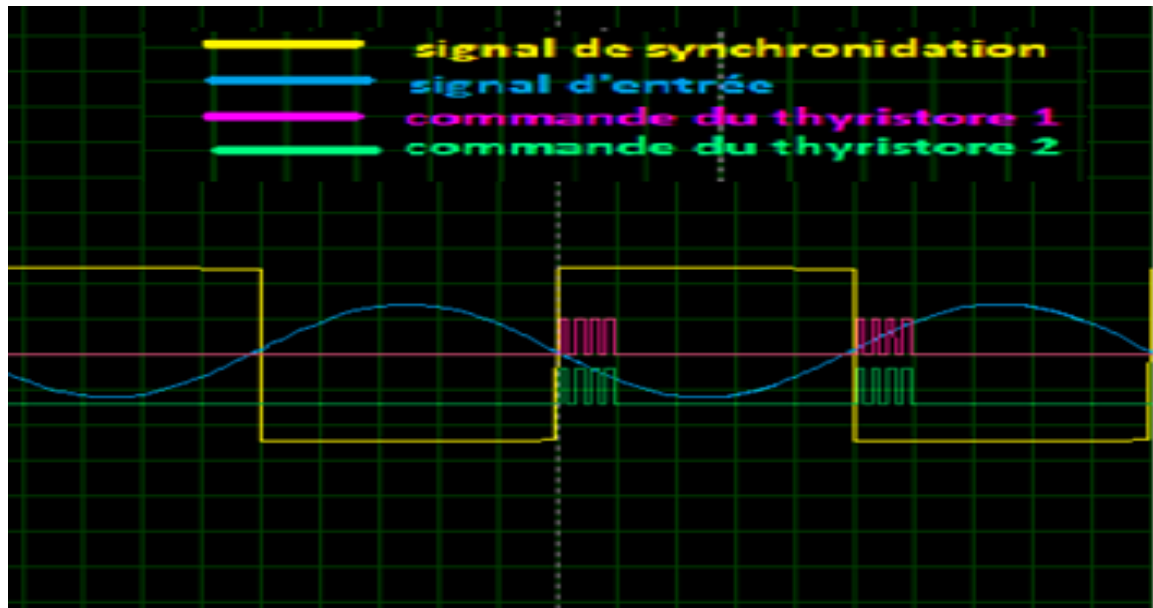 signal de synchronidation
signal d'entrée
commande du thyristore 1
commande du thyristore 2